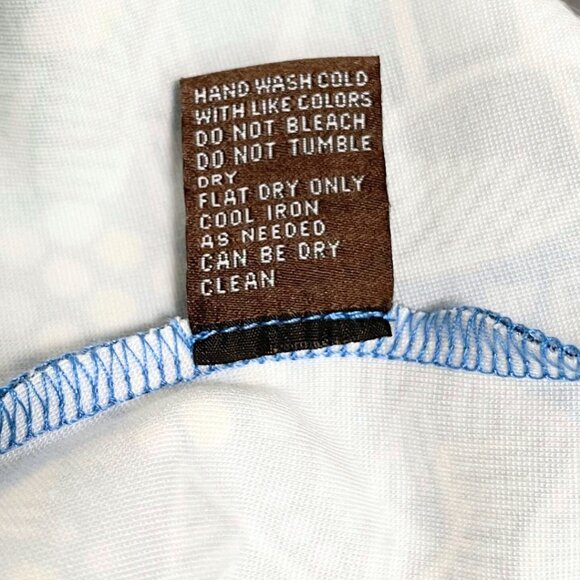 HAND WASH COLD
WITH LIKE COLORS
DO NOT BLEACH
DO NOT TUMBLE
DRY
FLAT DRY ONLY
COOL IRON
AS NEEDED
CAN BE DRY
CLEAN